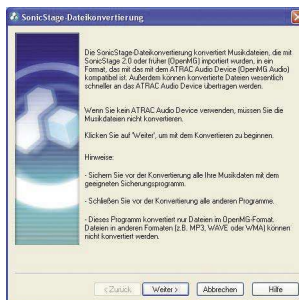 SonicStage-Dateikonvertierung
Die SonicStage-Dateikonvertierung konvertiert Musikdateien, die mit
SonicStage 2.0 oder früher (OpenMG) importiert wurden, in ein
Format, das mit dem ATRAC Audio Device (OpenMG Audio)
kompatibel ist. Außerdem können konvertierte Dateien wesentlich
schneller an das ATRAC Audio Device übertragen werden.
Wenn Sie kein ATRAC Audio Device verwenden, müssen Sie die
Musikdateien nicht konvertieren.
Klicken Sie auf 'Weiter', um mit dem Konvertieren zu beginnen.
Hinweise:
- Sichern Sie vor der Konvertierung alle Ihre Musikdaten mit dem
geeigneten Sicherungsprogramm.
- Schließen Sie vor der Konvertierung alle anderen Programme.
- Dieses Programm konvertiert nur Dateien im OpenMG-Format.
Dateien in anderen Formaten (z.B. MP3, WAVE oder WMA) können
nicht konvertiert werden.
< Zurück Weiter > Abbrechen Hilfe